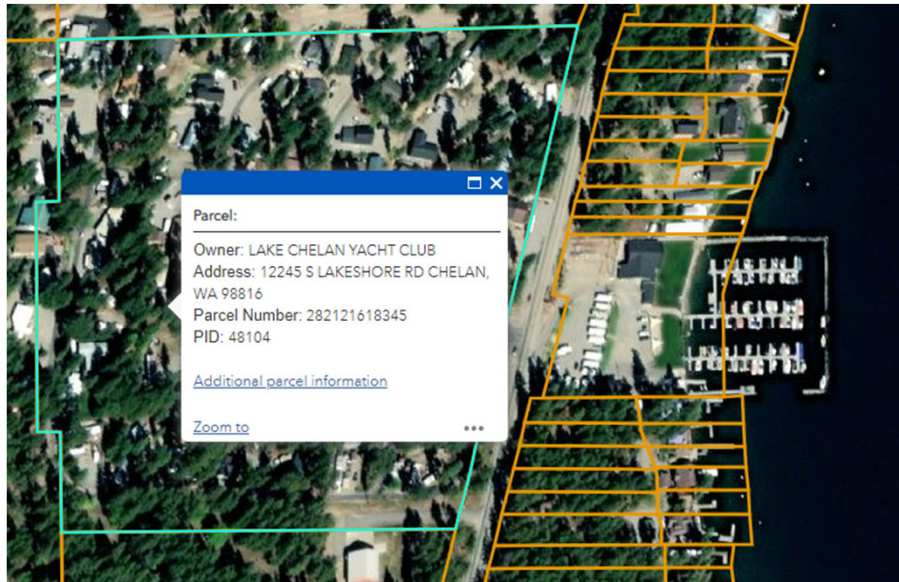 Parcel:
Owner: LAKE CHELAN YACHT CLUB
Address: 12245 S LAKESHORE RD CHELAN,
WA 98816
Parcel Number: 282121618345
PID: 48104
Additional parcel information
Zoom to